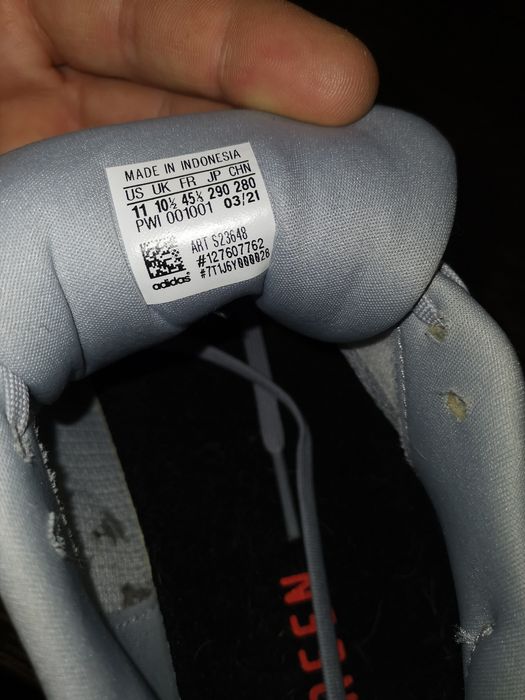 MADE IN INDONESIA
US UK FR JP CHN
11 10½ 45⅓ 290 280
PWI 001001 03/21
ART S23648
#127607762
#7T1J6Y0000028
adidas